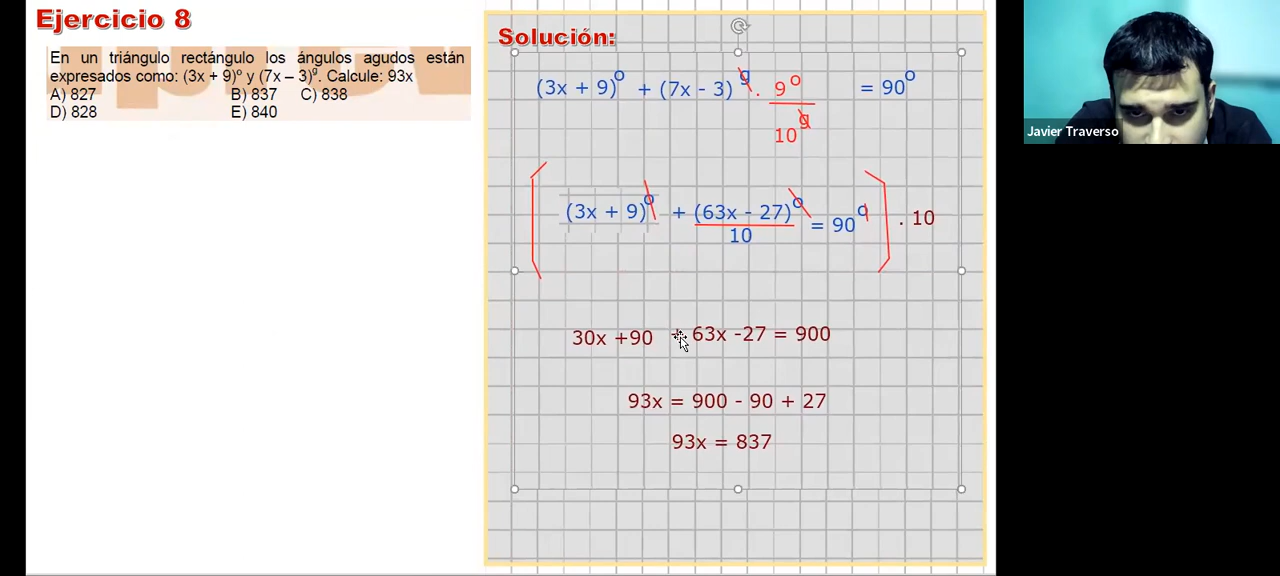 Ejercicio 8
En un triángulo rectángulo los ángulos agudos están
expresados como: (3x + 9)º y (7x – 3)ᵍ. Calcule: 93x
A) 827 B) 837 C) 838
D) 828 E) 840
Solución:
(3x + 9)º + (7x - 3)ᵍ . 9º/10ᵍ = 90º
(3x + 9)º + (63x - 27)º/10 = 90º . 10
30x +90 + 63x -27 = 900
93x = 900 - 90 + 27
93x = 837
Javier Traverso